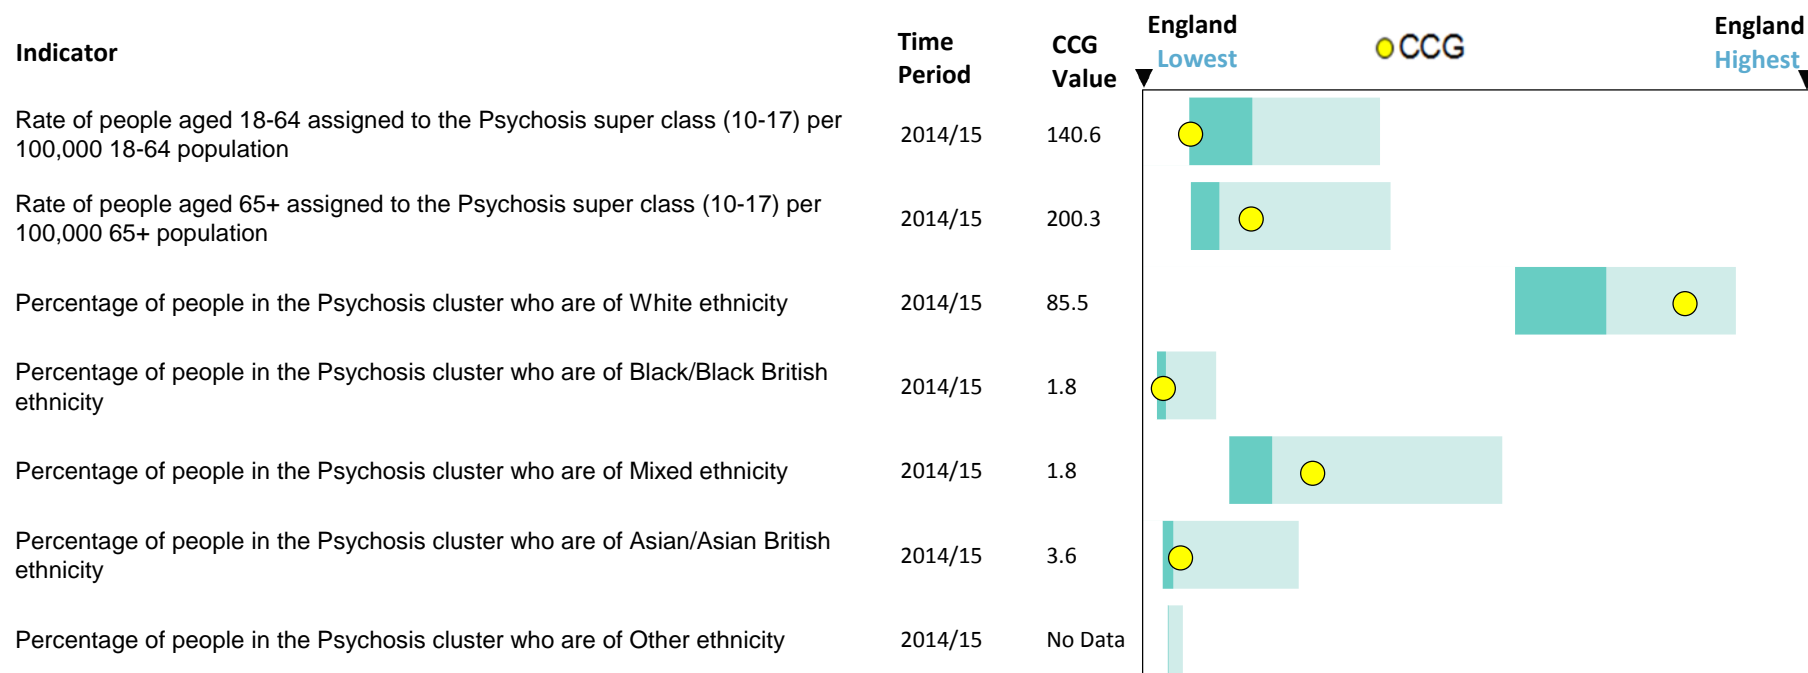 Indicator
Time
Period
CCG
Value
England
Lowest
CCG
England
Highest
Rate of people aged 18-64 assigned to the Psychosis super class (10-17) per
100,000 18-64 population
2014/15
140.6
Rate of people aged 65+ assigned to the Psychosis super class (10-17) per
100,000 65+ population
2014/15
200.3
Percentage of people in the Psychosis cluster who are of White ethnicity
2014/15
85.5
Percentage of people in the Psychosis cluster who are of Black/Black British
ethnicity
2014/15
1.8
Percentage of people in the Psychosis cluster who are of Mixed ethnicity
2014/15
1.8
Percentage of people in the Psychosis cluster who are of Asian/Asian British
ethnicity
2014/15
3.6
Percentage of people in the Psychosis cluster who are of Other ethnicity
2014/15
No Data